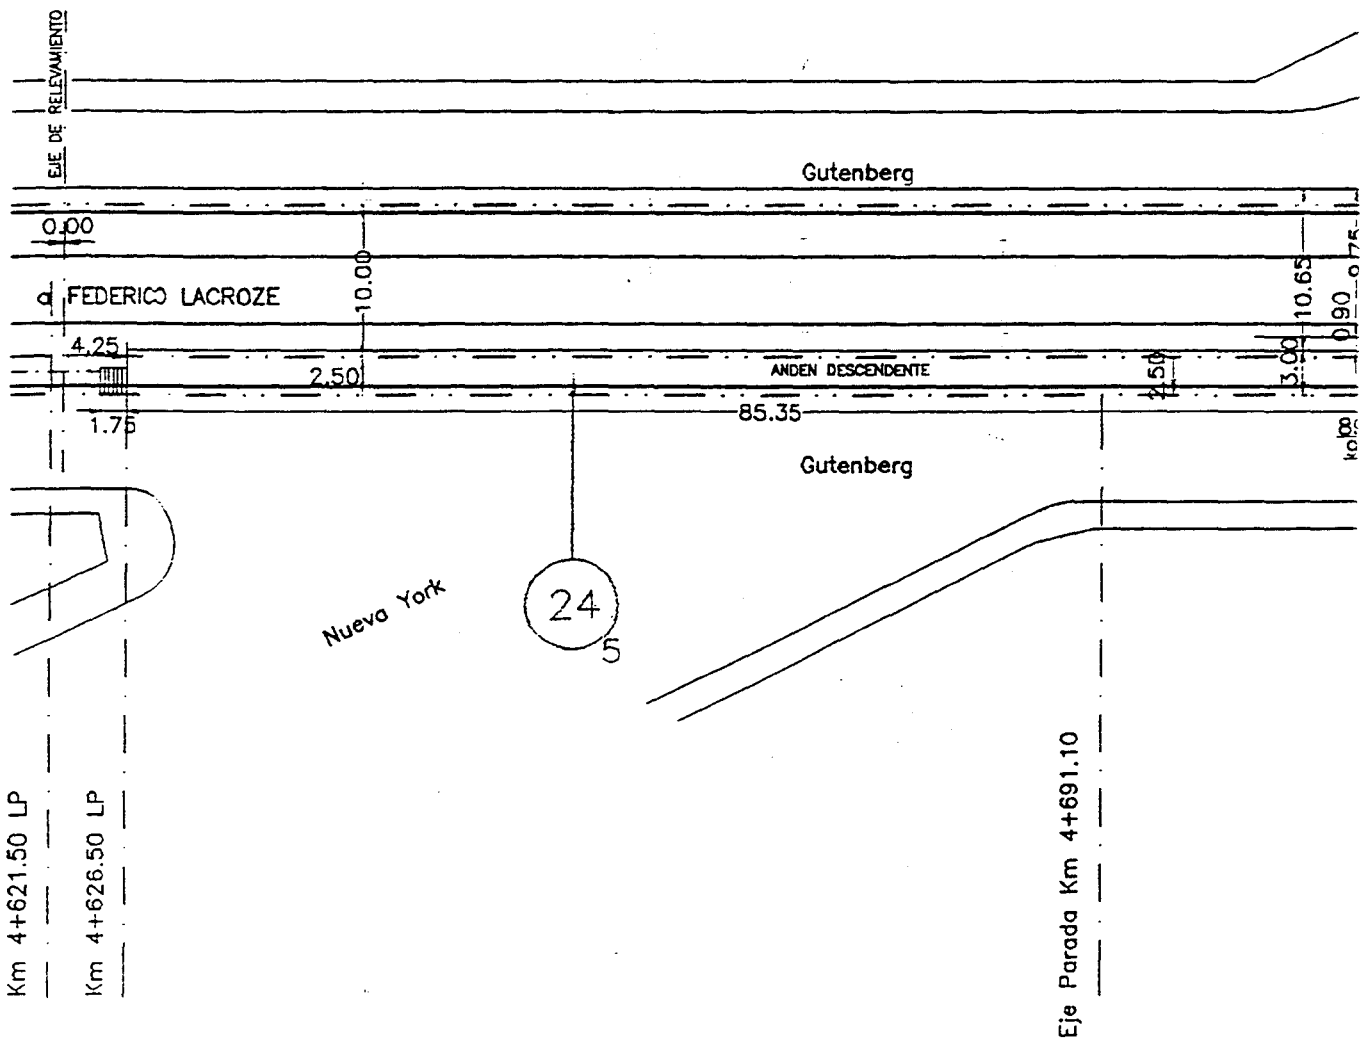 EJE DE RELEVAMIENTO
Gutenberg
0.00
10.00
10.65
a FEDERICO LACROZE
0.90
4.25
3.00
2.50
ANDEN DESCENDENTE
2.50
1.75
85.35
Gutenberg
Nueva York
24
5
Km 4+621.50 LP
Km 4+626.50 LP
Eje Parada Km 4+691.10